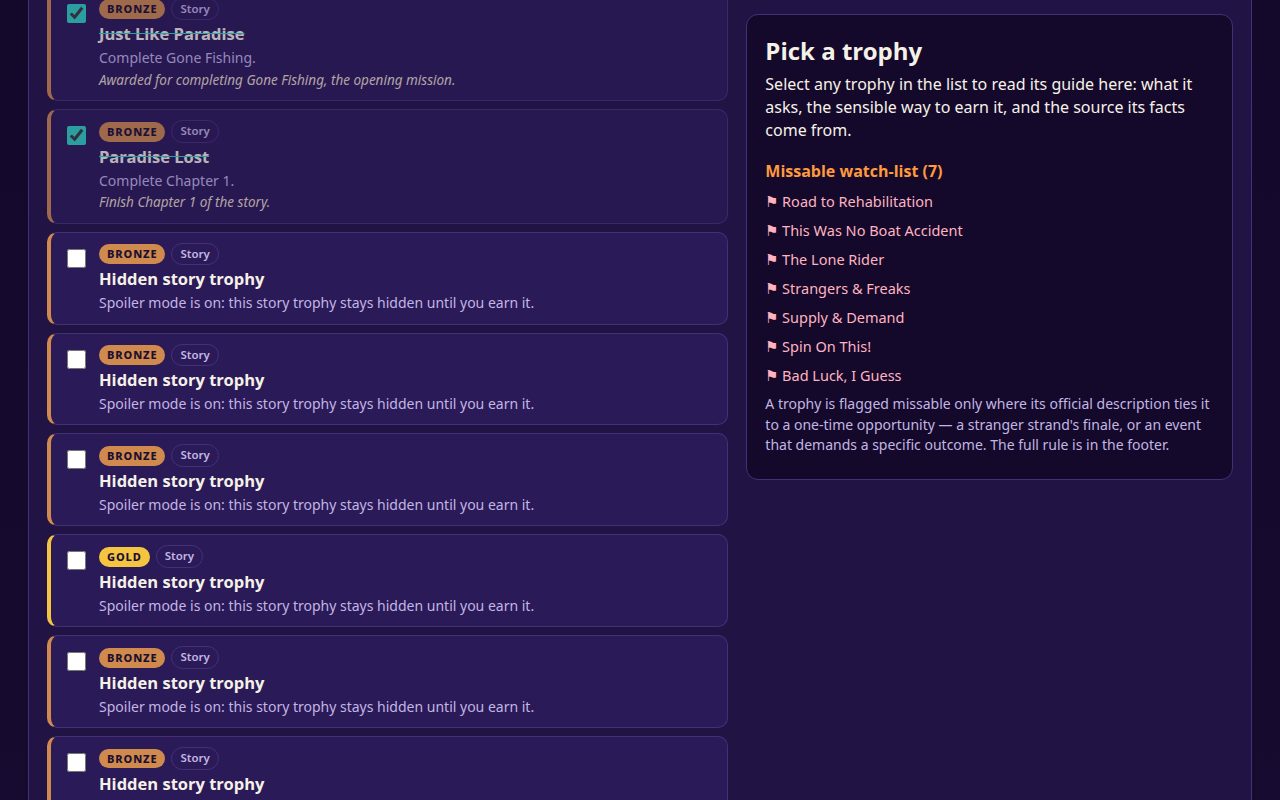 BRONZE Story
Just Like Paradise
Complete Gone Fishing.
Awarded for completing Gone Fishing, the opening mission.
BRONZE Story
Paradise Lost
Complete Chapter 1.
Finish Chapter 1 of the story.
BRONZE Story
Hidden story trophy
Spoiler mode is on: this story trophy stays hidden until you earn it.
BRONZE Story
Hidden story trophy
Spoiler mode is on: this story trophy stays hidden until you earn it.
BRONZE Story
Hidden story trophy
Spoiler mode is on: this story trophy stays hidden until you earn it.
GOLD Story
Hidden story trophy
Spoiler mode is on: this story trophy stays hidden until you earn it.
BRONZE Story
Hidden story trophy
Spoiler mode is on: this story trophy stays hidden until you earn it.
BRONZE Story
Hidden story trophy
Pick a trophy
Select any trophy in the list to read its guide here: what it
asks, the sensible way to earn it, and the source its facts
come from.
Missable watch-list (7)
⚑ Road to Rehabilitation
⚑ This Was No Boat Accident
⚑ The Lone Rider
⚑ Strangers & Freaks
⚑ Supply & Demand
⚑ Spin On This!
⚑ Bad Luck, I Guess
A trophy is flagged missable only where its official description ties it
to a one-time opportunity — a stranger strand's finale, or an event
that demands a specific outcome. The full rule is in the footer.